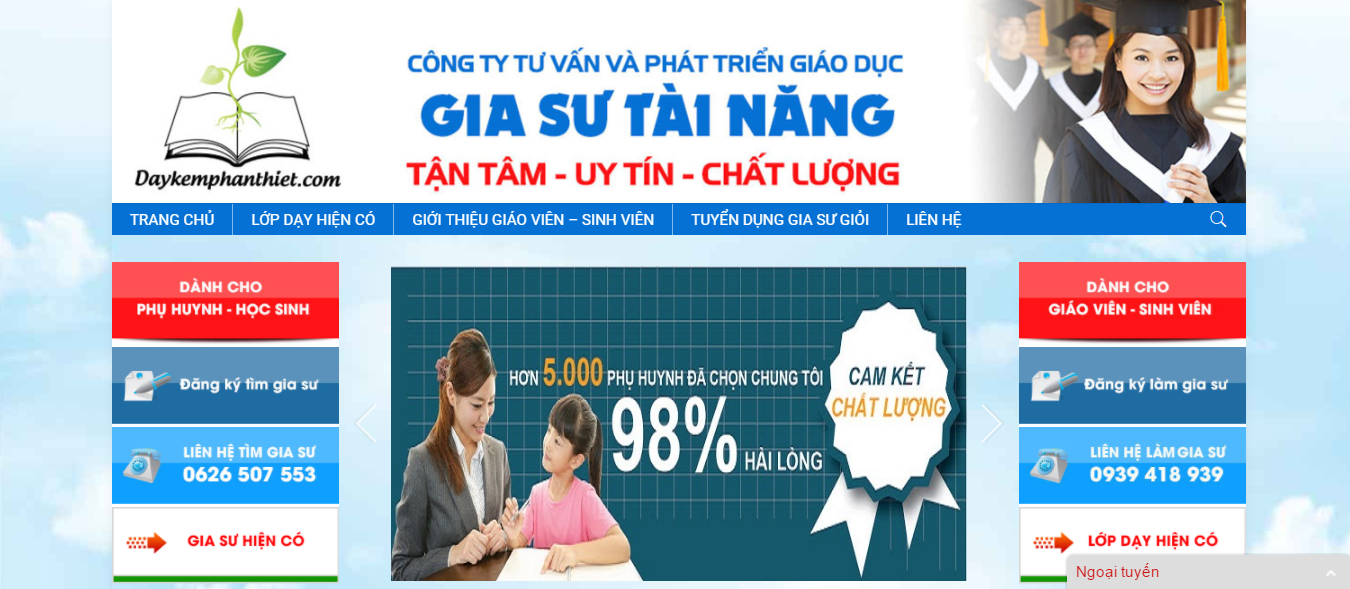 CÔNG TY TƯ VẤN VÀ PHÁT TRIỂN GIÁO DỤC
GIA SƯ TÀI NĂNG
TẬN TÂM - UY TÍN - CHẤT LƯỢNG
Daykemphanthiet.com
TRANG CHỦ
LỚP DẠY HIỆN CÓ
GIỚI THIỆU GIÁO VIÊN – SINH VIÊN
TUYỂN DỤNG GIA SƯ GIỎI
LIÊN HỆ
DÀNH CHO
PHỤ HUYNH - HỌC SINH
Đăng ký tìm gia sư
LIÊN HỆ TÌM GIA SƯ
0626 507 553
GIA SƯ HIỆN CÓ
HƠN 5.000 PHỤ HUYNH ĐÃ CHỌN CHUNG TÔI
98% HÀI LÒNG
CAM KẾT
CHẤT LƯỢNG
DÀNH CHO
GIÁO VIÊN - SINH VIÊN
Đăng ký làm gia sư
LIÊN HỆ LÀM GIA SƯ
0939 418 939
LỚP DẠY HIỆN CÓ
Ngoại tuyến